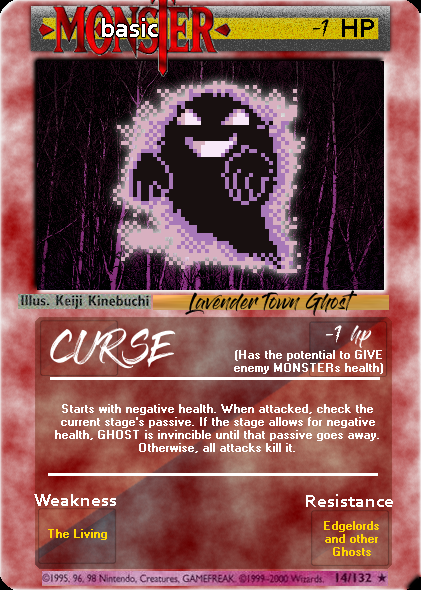 MONSTER
basic
-1 HP
Illus. Keiji Kinebuchi
Lavender Town Ghost
CURSE
-1 hp
(Has the potential to GIVE
enemy MONSTERs health)
Starts with negative health. When attacked, check the
current stage's passive. If the stage allows for negative
health, GHOST is invincible until that passive goes away.
Otherwise, all attacks kill it.
Weakness
Resistance
The Living
Edgelords
and other
Ghosts
©1995, 96, 98 Nintendo, Creatures, GAMEFREAK. ©1999-2000 Wizards. 14/132 ★